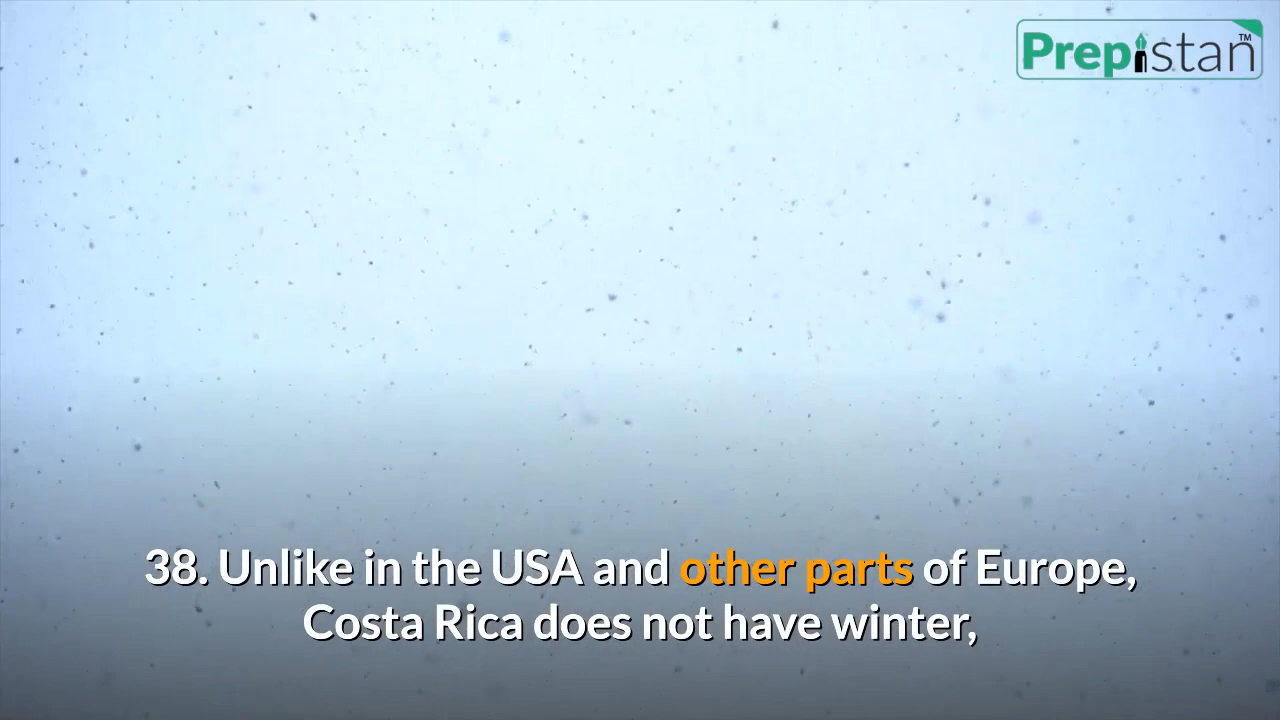 Prepistan™
38. Unlike in the USA and other parts of Europe,
Costa Rica does not have winter,